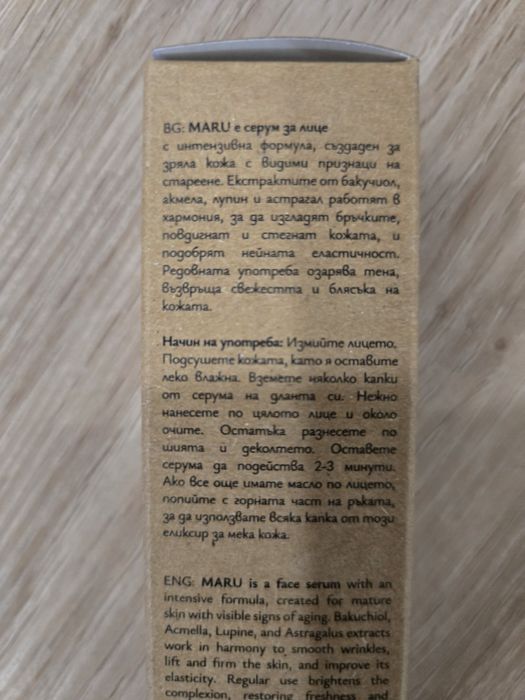 BG: MARU е серум за лице
с интензивна формула, създаден за
зряла кожа с видими признаци на
стареене. Екстрактите от бакучиол,
акмела, лупин и астрагал работят в
хармония, за да изгладят бръчките,
повдигнат и стегнат кожата, и
подобрят нейната еластичност.
Редовната употреба озарява тена,
възвръща свежестта и блясъка на
кожата.
Начин на употреба: Измийте лицето.
Подсушете кожата, като я оставите
леко влажна. Вземете няколко капки
от серума на дланта си. Нежно
нанесете по цялото лице и около
очите. Остатъка разнесете по
шията и деколтето. Оставете
серума да подейства 2-3 минути.
Ако все още имате масло по лицето,
попийте с горната част на ръката,
за да използвате всяка капка от този
еликсир за мека кожа.
ENG: MARU is a face serum with an
intensive formula, created for mature
skin with visible signs of aging. Bakuchiol,
Acmella, Lupine, and Astragalus extracts
work in harmony to smooth wrinkles,
lift and firm the skin, and improve its
elasticity. Regular use brightens the
complexion, restoring freshness and